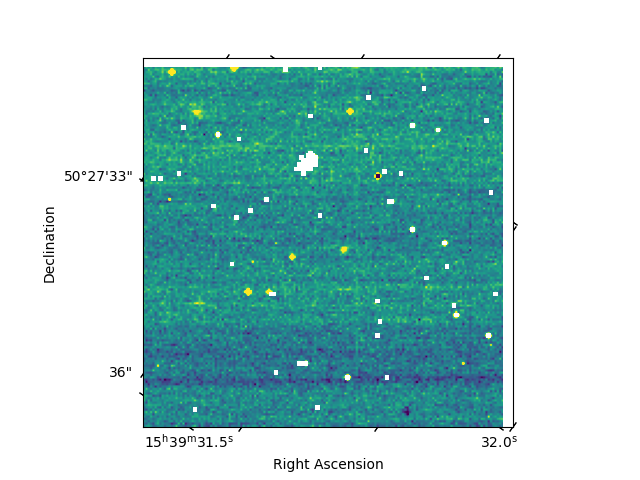 50°27'33"
Declination
36"
15ʰ39ᵐ31.5ˢ
32.0ˢ
Right Ascension